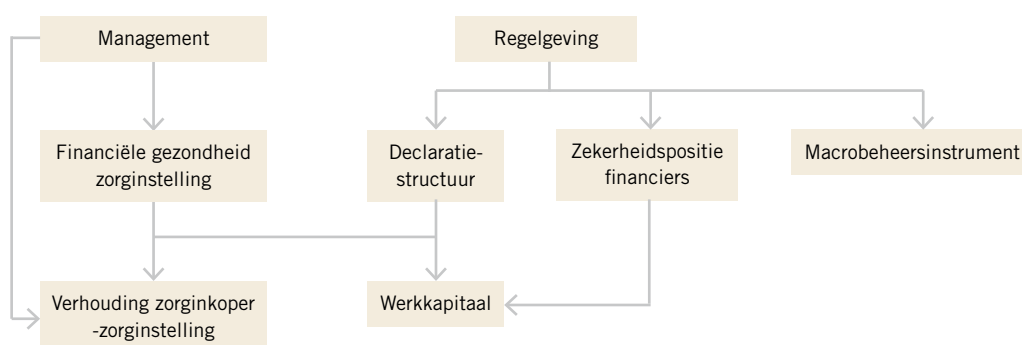 Management
Regelgeving
Financiële gezondheid
zorginstelling
Declaratie-
structuur
Zekerheidspositie
financiers
Macrobeheersinstrument
Verhouding zorginkoper
-zorginstelling
Werkkapitaal